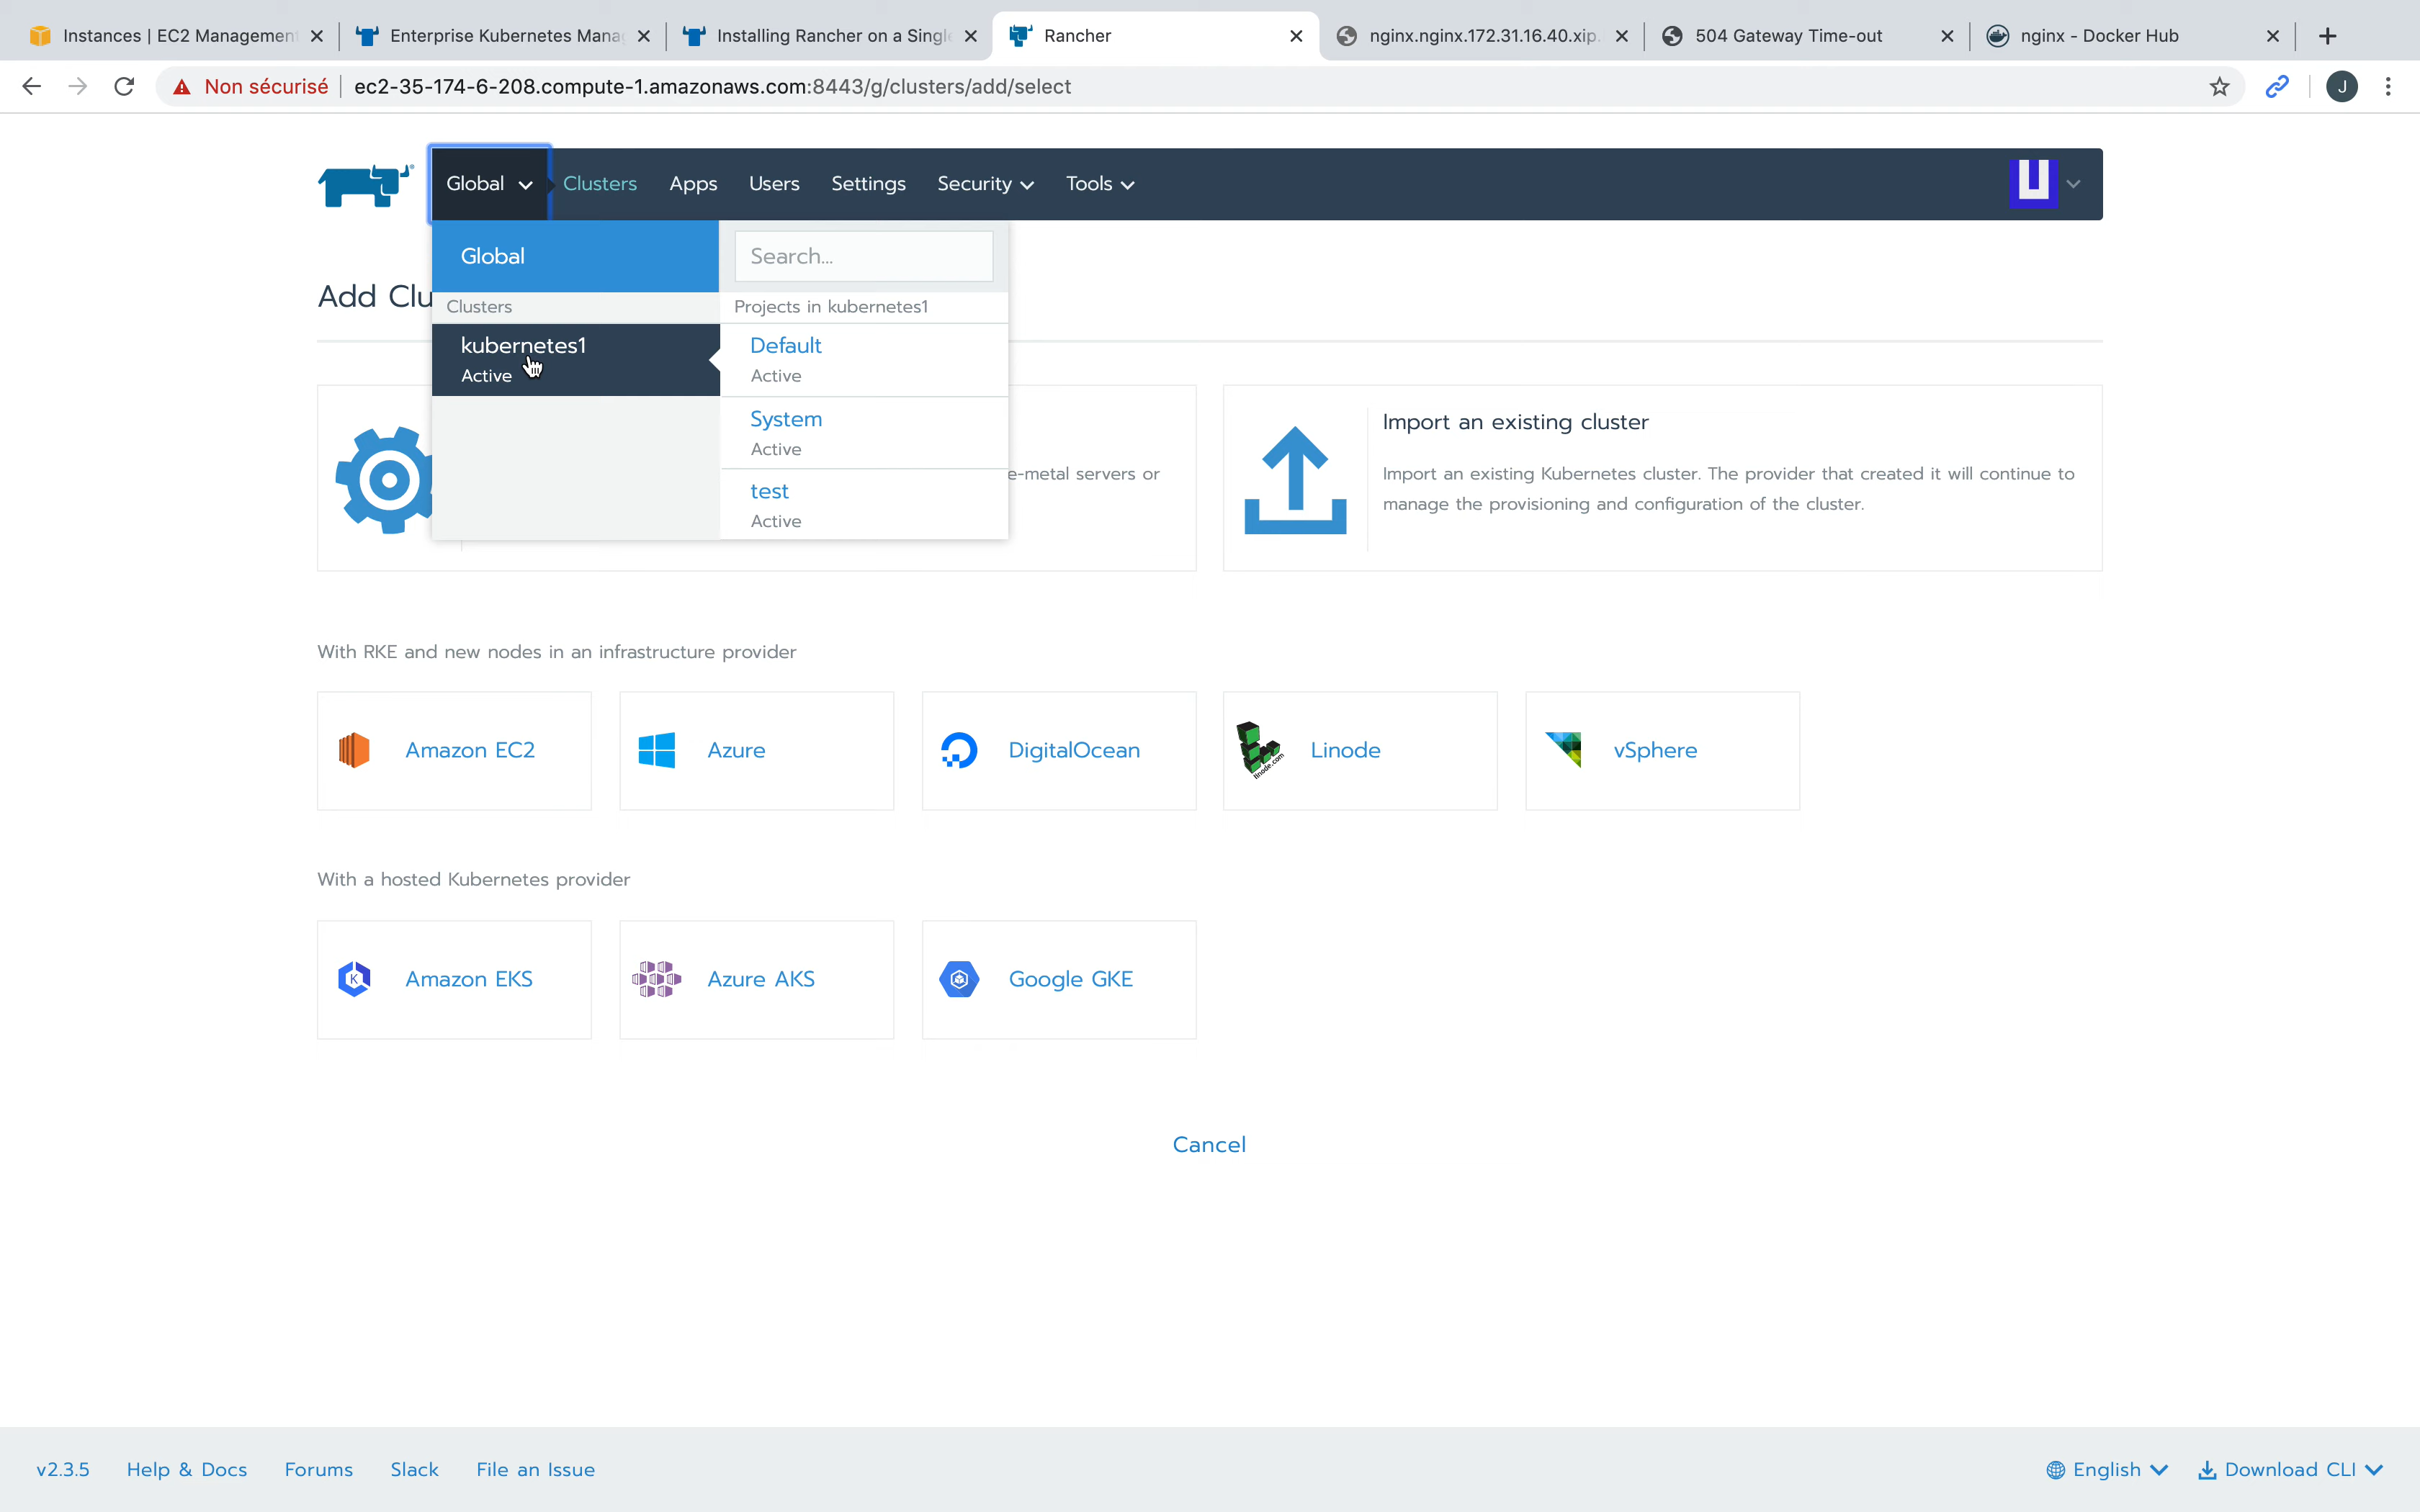 Instances | EC2 Management
Enterprise Kubernetes Mana
Installing Rancher on a Single
Rancher
nginx.nginx.172.31.16.40.xip.
504 Gateway Time-out
nginx - Docker Hub
Non sécurisé
ec2-35-174-6-208.compute-1.amazonaws.com:8443/g/clusters/add/select
J
Global
Clusters
Apps
Users
Settings
Security
Tools
Global
Search...
Add Clu
Clusters
Projects in kubernetes1
kubernetes1
Active
Default
Active
System
Active
test
Active
e-metal servers or
Import an existing cluster
Import an existing Kubernetes cluster. The provider that created it will continue to
manage the provisioning and configuration of the cluster.
With RKE and new nodes in an infrastructure provider
Amazon EC2
Azure
DigitalOcean
linode.com
Linode
vSphere
With a hosted Kubernetes provider
K
Amazon EKS
Azure AKS
Google GKE
Cancel
v2.3.5
Help & Docs
Forums
Slack
File an Issue
English
Download CLI